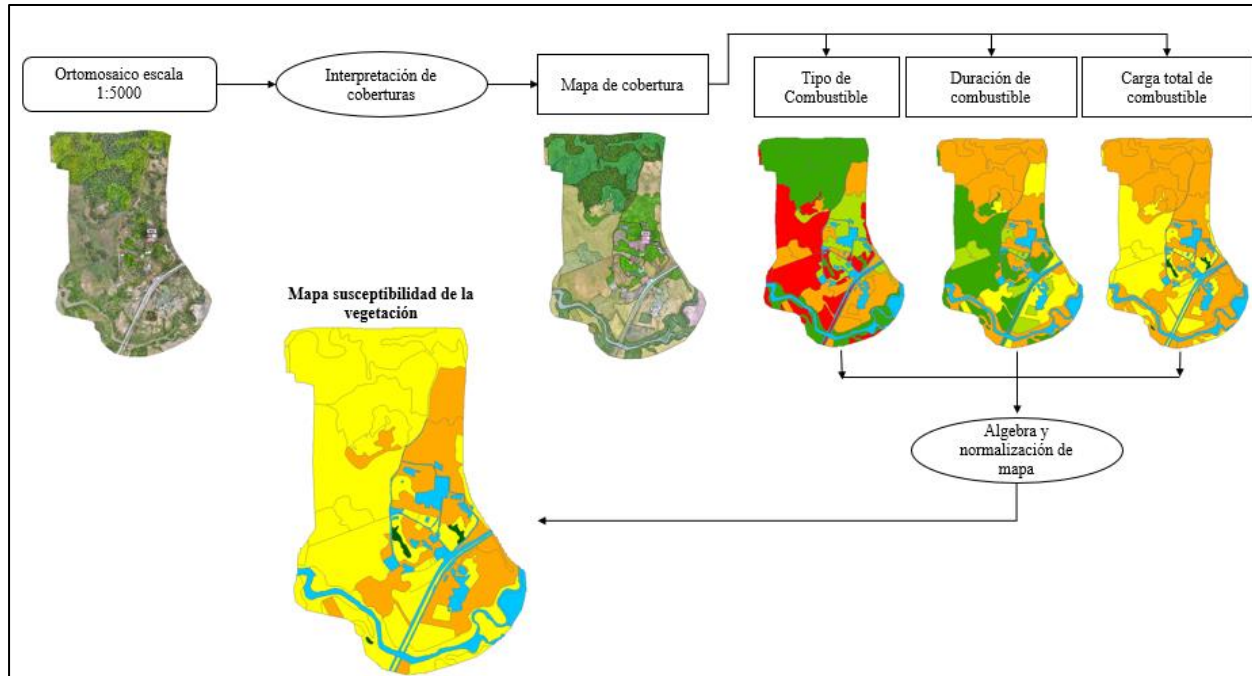 Ortomosaico escala
1:5000
Interpretación de
coberturas
Mapa de cobertura
Tipo de
Combustible
Duración de
combustible
Carga total de
combustible
Mapa susceptibilidad de la
vegetación
Algebra y
normalización de
mapa